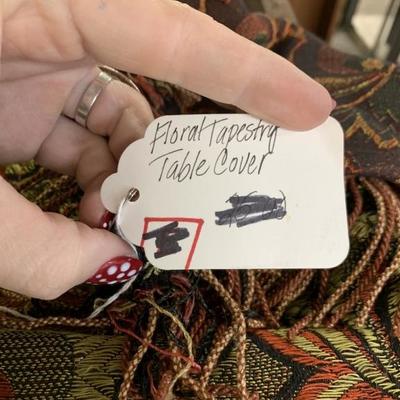 Floral Tapestry
Table Cover